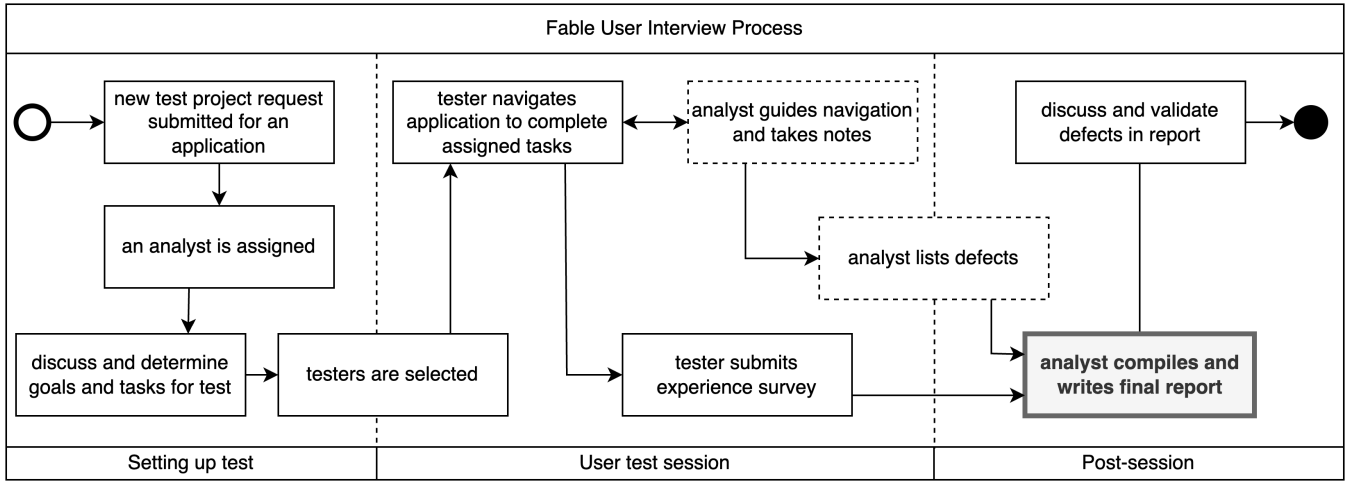 Fable User Interview Process
new test project request
submitted for an
application
an analyst is assigned
discuss and determine
goals and tasks for test
testers are selected
tester navigates
application to complete
assigned tasks
analyst guides navigation
and takes notes
analyst lists defects
tester submits
experience survey
analyst compiles and
writes final report
discuss and validate
defects in report
Setting up test
User test session
Post-session